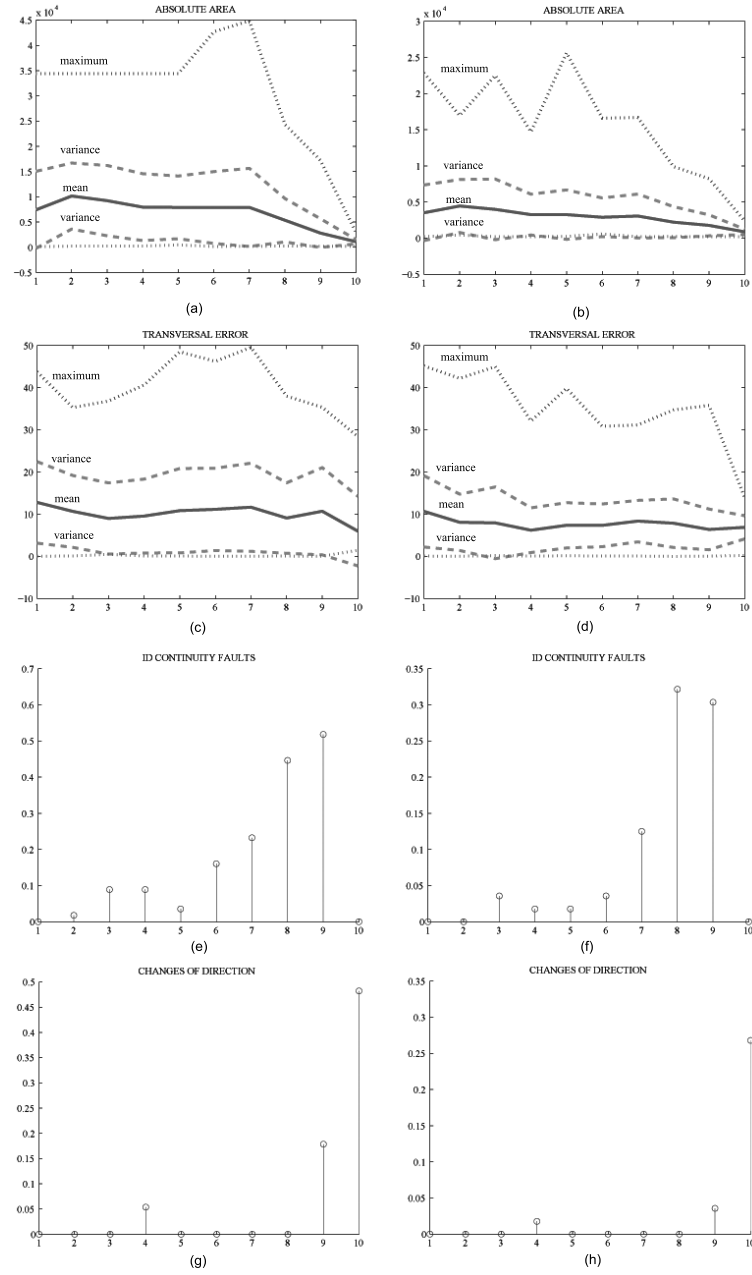 x 10^4 ABSOLUTE AREA
4.5
4
3.5
3
2.5
2
1.5
1
0.5
0
−0.5
maximum
variance
mean
variance
1 2 3 4 5 6 7 8 9 10
(a)
x 10^4 ABSOLUTE AREA
3
2.5
2
1.5
1
0.5
0
−0.5
maximum
variance
mean
variance
1 2 3 4 5 6 7 8 9 10
(b)
TRANSVERSAL ERROR
50
40
30
20
10
0
−10
maximum
variance
mean
variance
1 2 3 4 5 6 7 8 9 10
(c)
TRANSVERSAL ERROR
50
40
30
20
10
0
−10
maximum
variance
mean
variance
1 2 3 4 5 6 7 8 9 10
(d)
ID CONTINUITY FAULTS
0.7
0.6
0.5
0.4
0.3
0.2
0.1
0
1 2 3 4 5 6 7 8 9 10
(e)
ID CONTINUITY FAULTS
0.35
0.3
0.25
0.2
0.15
0.1
0.05
0
1 2 3 4 5 6 7 8 9 10
(f)
CHANGES OF DIRECTION
0.5
0.45
0.4
0.35
0.3
0.25
0.2
0.15
0.1
0.05
0
1 2 3 4 5 6 7 8 9 10
(g)
CHANGES OF DIRECTION
0.35
0.3
0.25
0.2
0.15
0.1
0.05
0
1 2 3 4 5 6 7 8 9 10
(h)